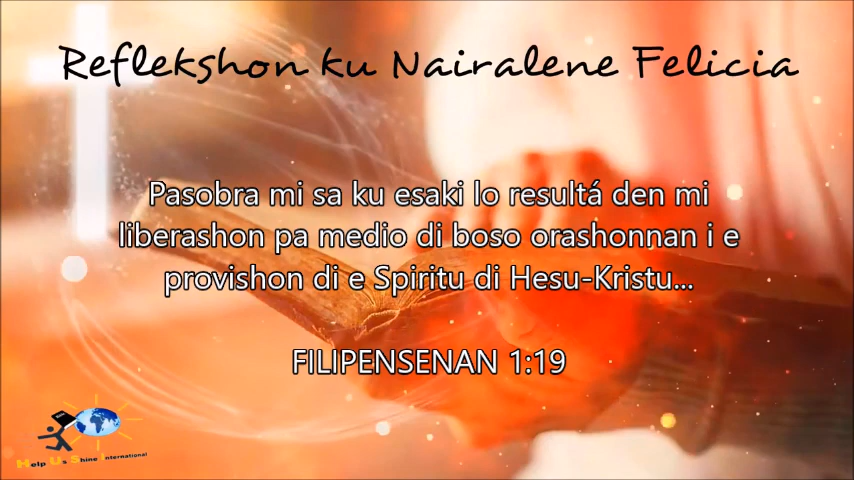 Reflekshon ku Nairalene Felicia
Pasobra mi sa ku esaki lo resultá den mi
liberashon pa medio di boso orashonnan i e
provishon di e Spiritu di Hesu-Kristu...
FILIPENSENAN 1:19
Help Us Shine International